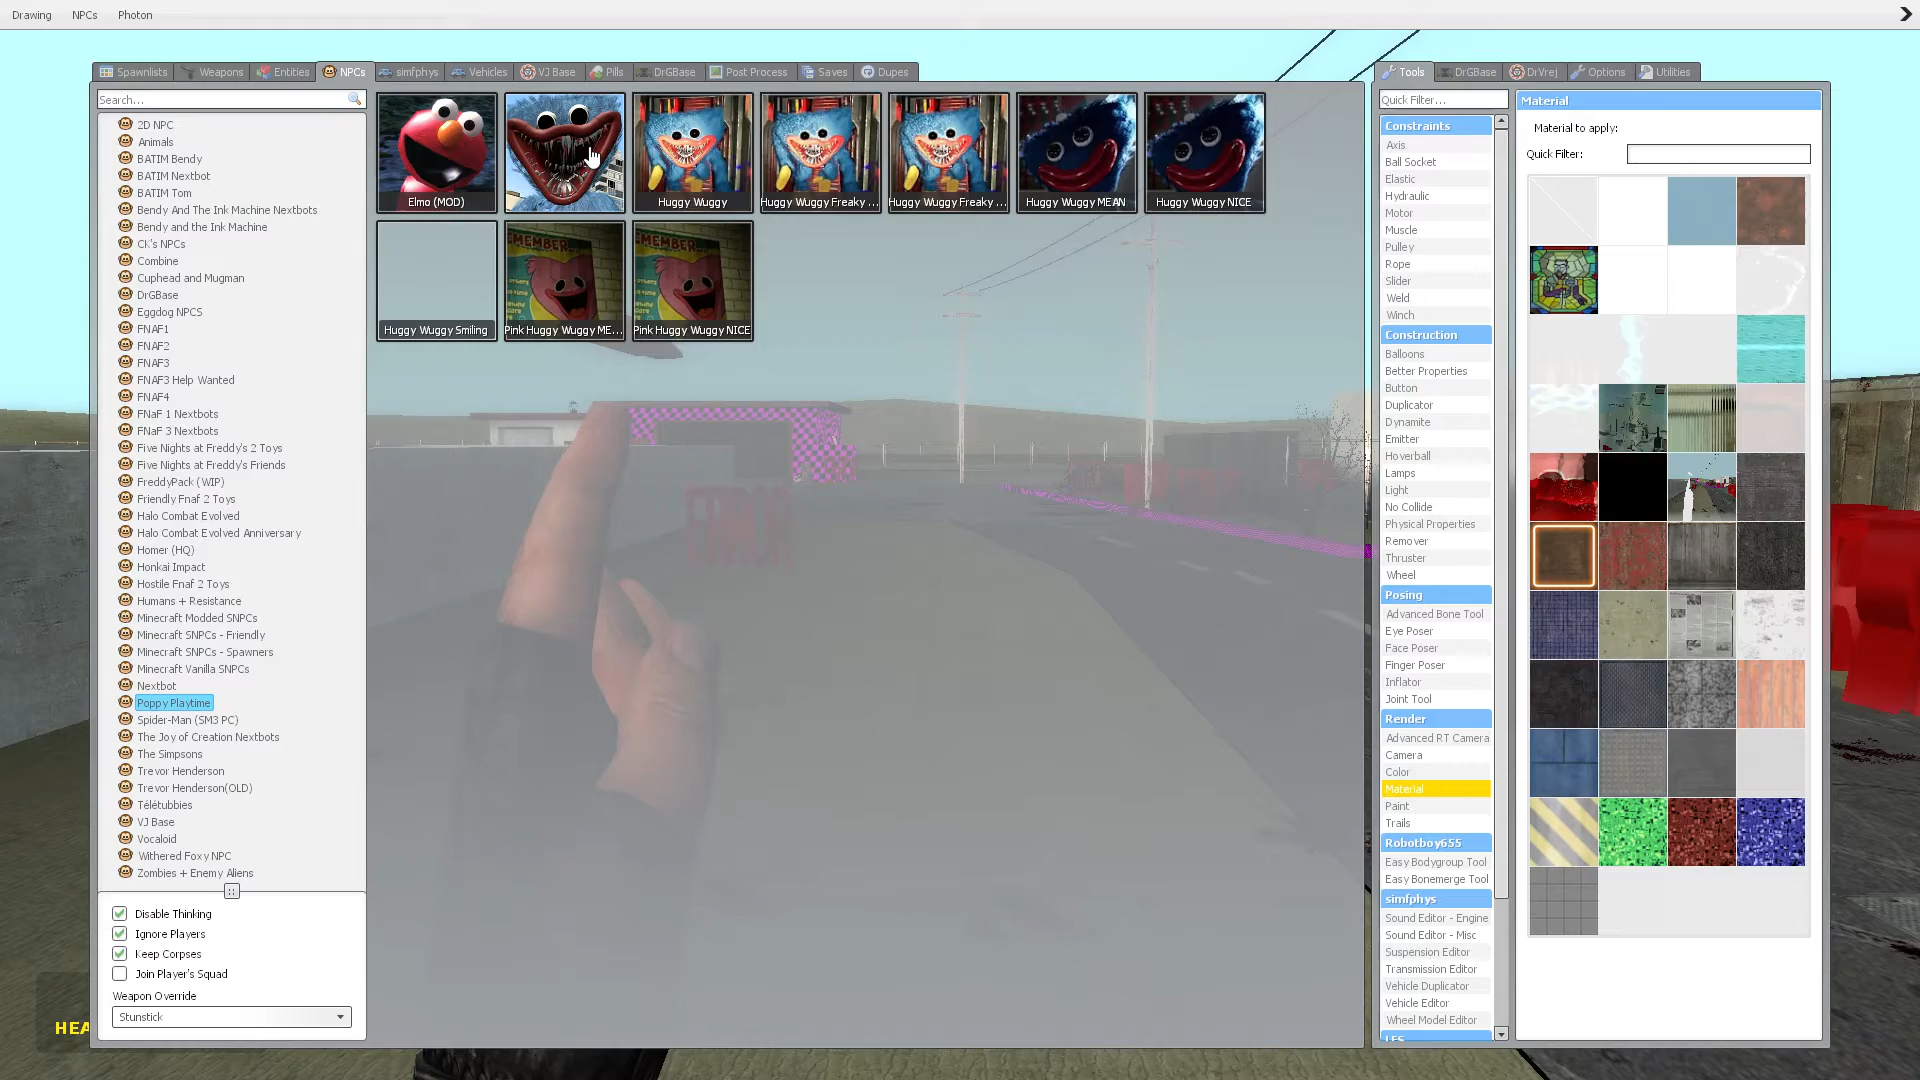 Drawing NPCs Photon
Spawnlists Weapons Entities NPCs simfphys Vehicles VJ Base Pills DrGBase Post Process Saves Dupes
Tools DrGBase DrVrej Options Utilities
Search...
2D NPC
Animals
BATIM Bendy
BATIM Nextbot
BATIM Tom
Bendy And The Ink Machine Nextbots
Bendy and the Ink Machine
CK's NPCs
Combine
Cuphead and Mugman
DrGBase
Eggdog NPCS
FNAF1
FNAF2
FNAF3
FNAF3 Help Wanted
FNAF4
FNaF 1 Nextbots
FNaF 3 Nextbots
Five Nights at Freddy's 2 Toys
Five Nights at Freddy's Friends
FreddyPack (WIP)
Friendly Fnaf 2 Toys
Halo Combat Evolved
Halo Combat Evolved Anniversary
Homer (HQ)
Honkai Impact
Hostile Fnaf 2 Toys
Humans + Resistance
Minecraft Modded SNPCs
Minecraft SNPCs - Friendly
Minecraft SNPCs - Spawners
Minecraft Vanilla SNPCs
Nextbot
Poppy Playtime
Spider-Man (SM3 PC)
The Joy of Creation Nextbots
The Simpsons
Trevor Henderson
Trevor Henderson(OLD)
Télétubbies
VJ Base
Vocaloid
Withered Foxy NPC
Zombies + Enemy Aliens
Disable Thinking
Ignore Players
Keep Corpses
Join Player's Squad
Weapon Override
Stunstick
HEA
Elmo (MOD)
Huggy Wuggy
Huggy Wuggy Freaky ...
Huggy Wuggy Freaky ...
Huggy Wuggy MEAN
Huggy Wuggy NICE
Huggy Wuggy Smiling
EMEMBER
Pink Huggy Wuggy ME...
EMEMBER
Pink Huggy Wuggy NICE
Quick Filter...
Constraints
Axis
Ball Socket
Elastic
Hydraulic
Motor
Muscle
Pulley
Rope
Slider
Weld
Winch
Construction
Balloons
Better Properties
Button
Duplicator
Dynamite
Emitter
Hoverball
Lamps
Light
No Collide
Physical Properties
Remover
Thruster
Wheel
Posing
Advanced Bone Tool
Eye Poser
Face Poser
Finger Poser
Inflator
Joint Tool
Render
Advanced RT Camera
Camera
Color
Material
Paint
Trails
Robotboy655
Easy Bodygroup Tool
Easy Bonemerge Tool
simfphys
Sound Editor - Engine
Sound Editor - Misc
Suspension Editor
Transmission Editor
Vehicle Duplicator
Vehicle Editor
Wheel Model Editor
LFS
Material
Material to apply:
Quick Filter: